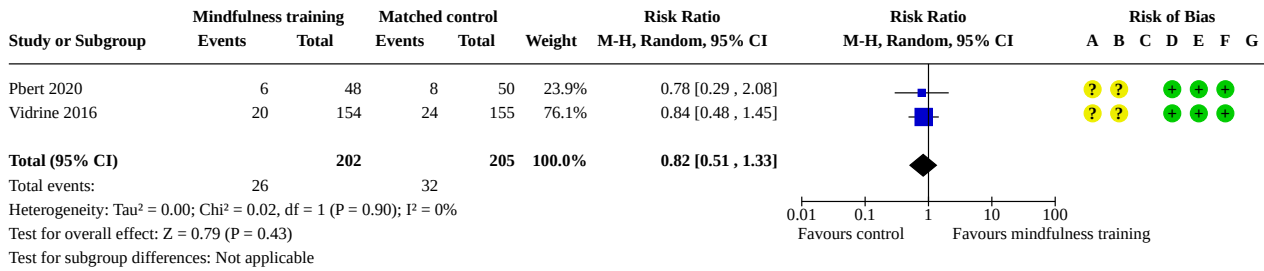 Mindfulness training Matched control Risk Ratio Risk Ratio Risk of Bias
Study or Subgroup Events Total Events Total Weight M-H, Random, 95% CI M-H, Random, 95% CI A B C D E F G
Pbert 2020 6 48 8 50 23.9% 0.78 [0.29 , 2.08] ? ? + + +
Vidrine 2016 20 154 24 155 76.1% 0.84 [0.48 , 1.45] ? ? + + +
Total (95% CI) 202 205 100.0% 0.82 [0.51 , 1.33]
Total events: 26 32
Heterogeneity: Tau² = 0.00; Chi² = 0.02, df = 1 (P = 0.90); I² = 0%
0.01 0.1 1 10 100
Test for overall effect: Z = 0.79 (P = 0.43) Favours control Favours mindfulness training
Test for subgroup differences: Not applicable